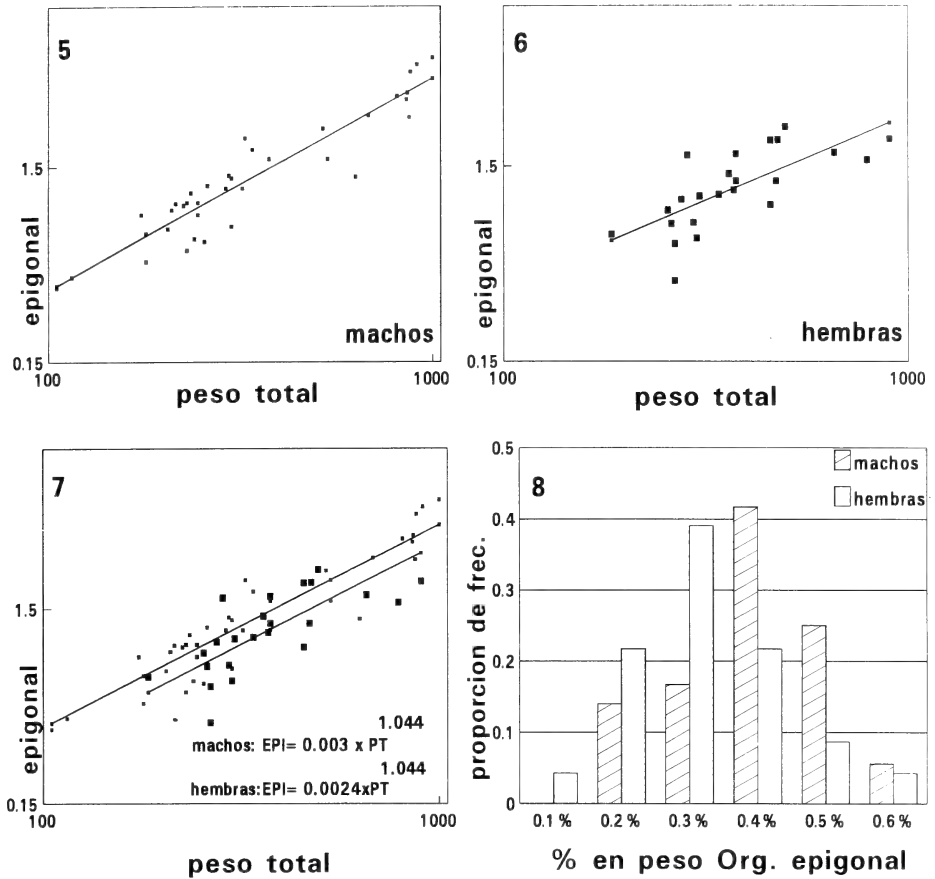 5
1.5
epigonal
machos
0.15
100
1000
peso total
6
1.5
epigonal
hembras
0.15
100
1000
peso total
7
1.5
epigonal
1.044
machos: EPI= 0.003 x PT
1.044
hembras:EPI= 0.0024xPT
0.15
100
1000
peso total
8
machos
hembras
0.5
0.4
0.3
0.2
0.1
0
proporcion de frec.
0.1 % 0.2 % 0.3 % 0.4 % 0.5 % 0.6 %
% en peso Org. epigonal